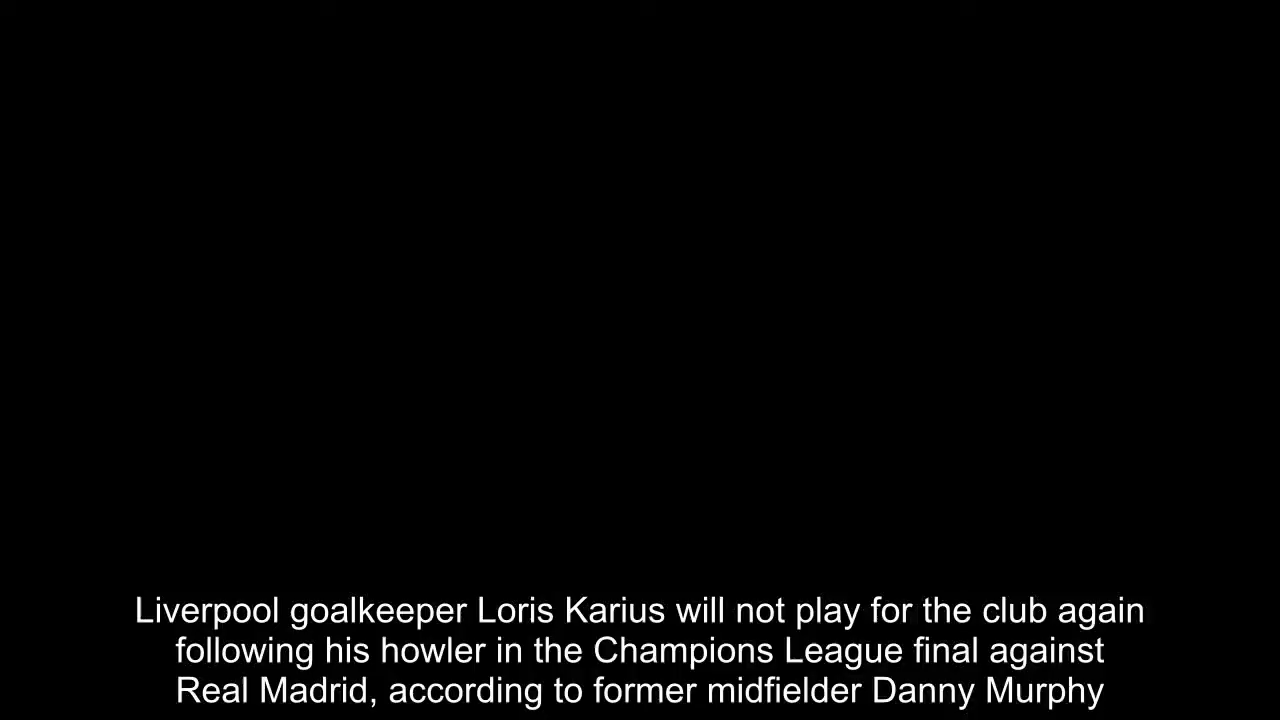 Liverpool goalkeeper Loris Karius will not play for the club again
following his howler in the Champions League final against
Real Madrid, according to former midfielder Danny Murphy